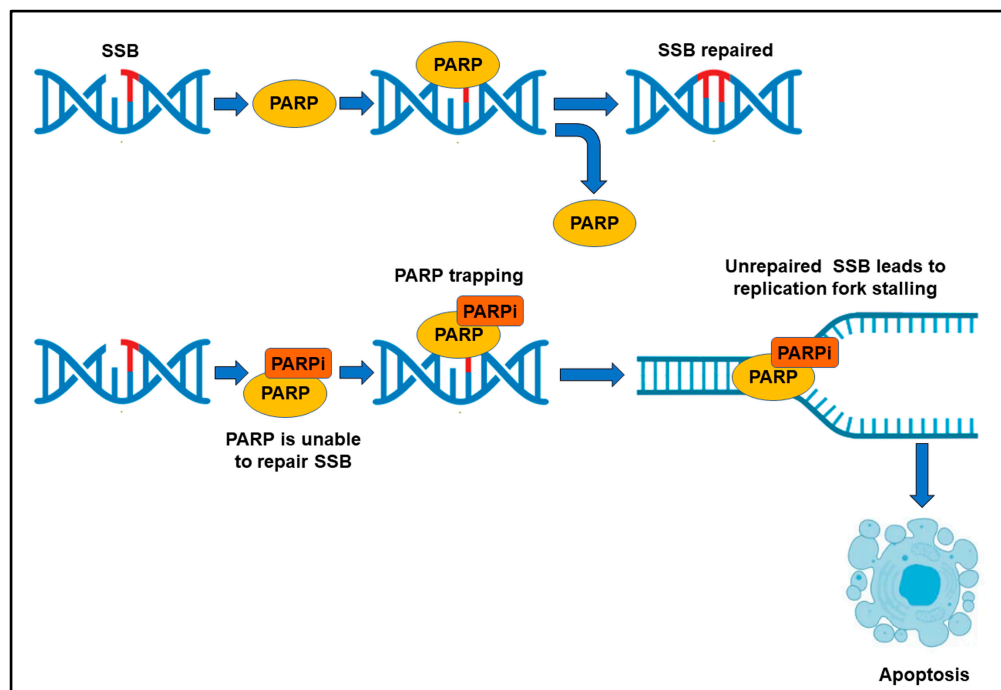 SSB
PARP
PARP
SSB repaired
PARP
PARP trapping
Unrepaired SSB leads to
replication fork stalling
PARPi
PARP
PARPi
PARP
PARPi
PARP
PARP is unable
to repair SSB
Apoptosis